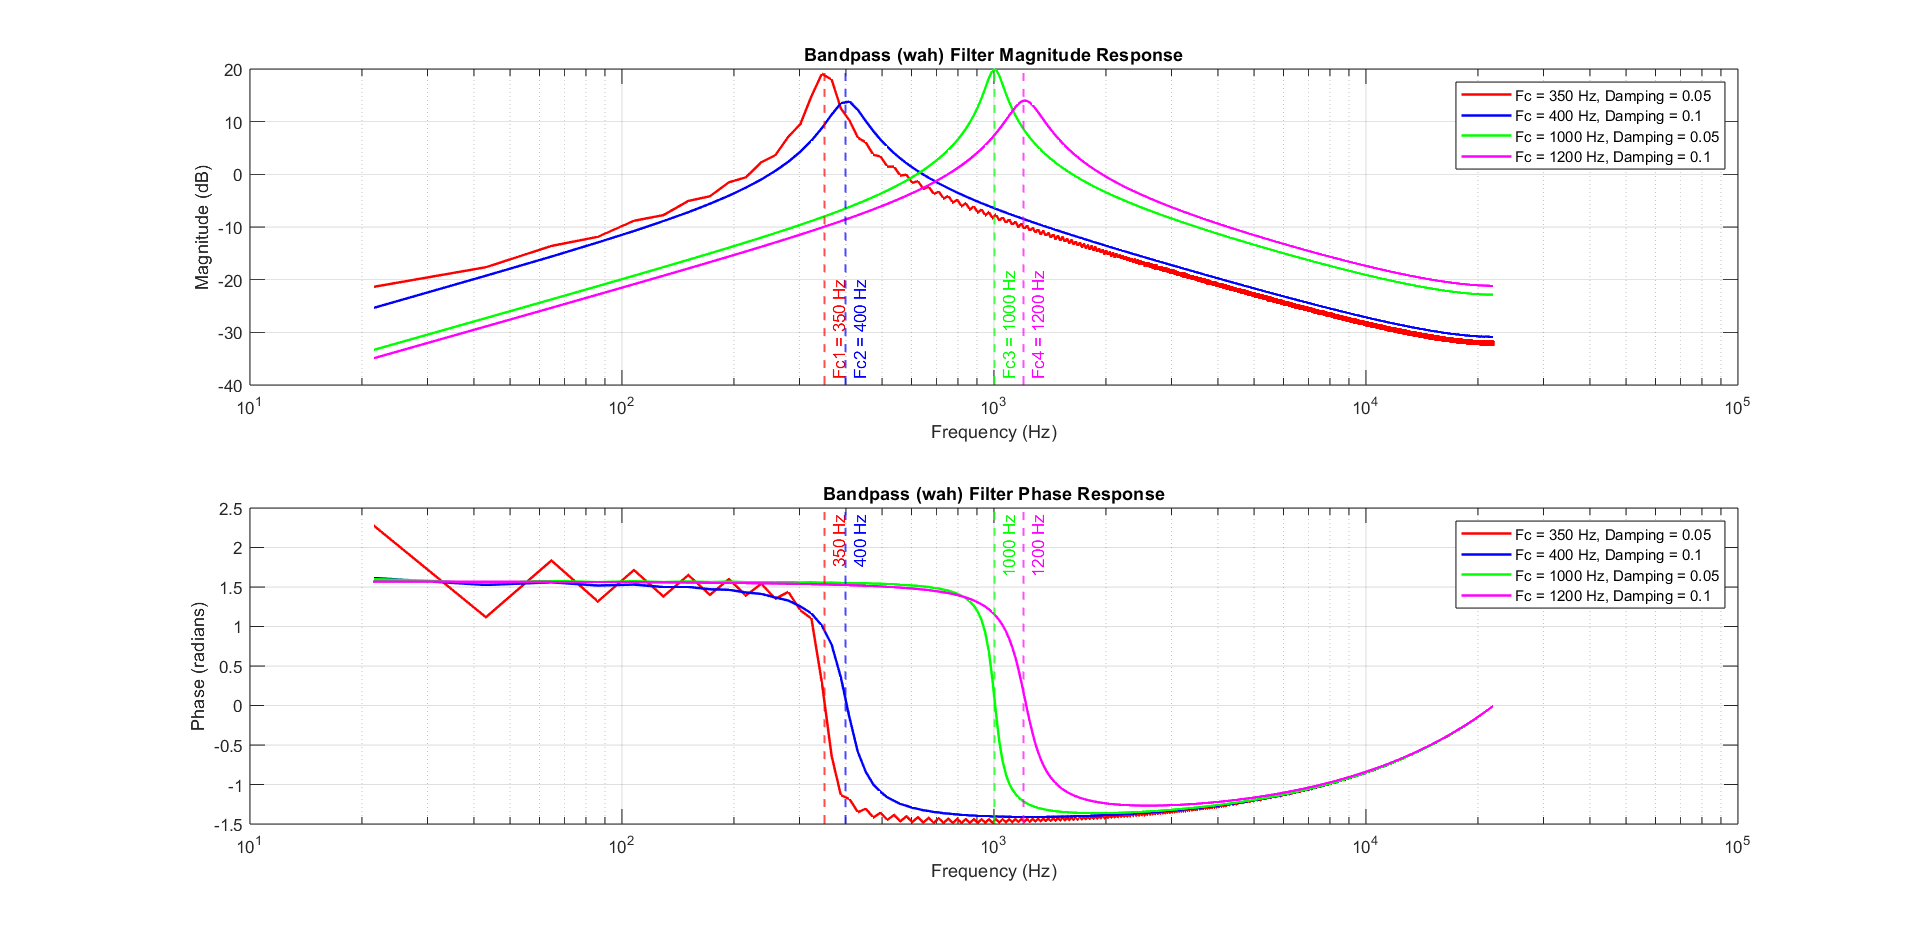 Bandpass (wah) Filter Magnitude Response
Magnitude (dB)
20
10
0
-10
-20
-30
-40
Fc1 = 350 Hz
Fc2 = 400 Hz
Fc3 = 1000 Hz
Fc4 = 1200 Hz
Fc = 350 Hz, Damping = 0.05
Fc = 400 Hz, Damping = 0.1
Fc = 1000 Hz, Damping = 0.05
Fc = 1200 Hz, Damping = 0.1
10^1 10^2 10^3 10^4 10^5
Frequency (Hz)
Bandpass (wah) Filter Phase Response
Phase (radians)
2.5
2
1.5
1
0.5
0
-0.5
-1
-1.5
350 Hz
400 Hz
1000 Hz
1200 Hz
Fc = 350 Hz, Damping = 0.05
Fc = 400 Hz, Damping = 0.1
Fc = 1000 Hz, Damping = 0.05
Fc = 1200 Hz, Damping = 0.1
10^1 10^2 10^3 10^4 10^5
Frequency (Hz)